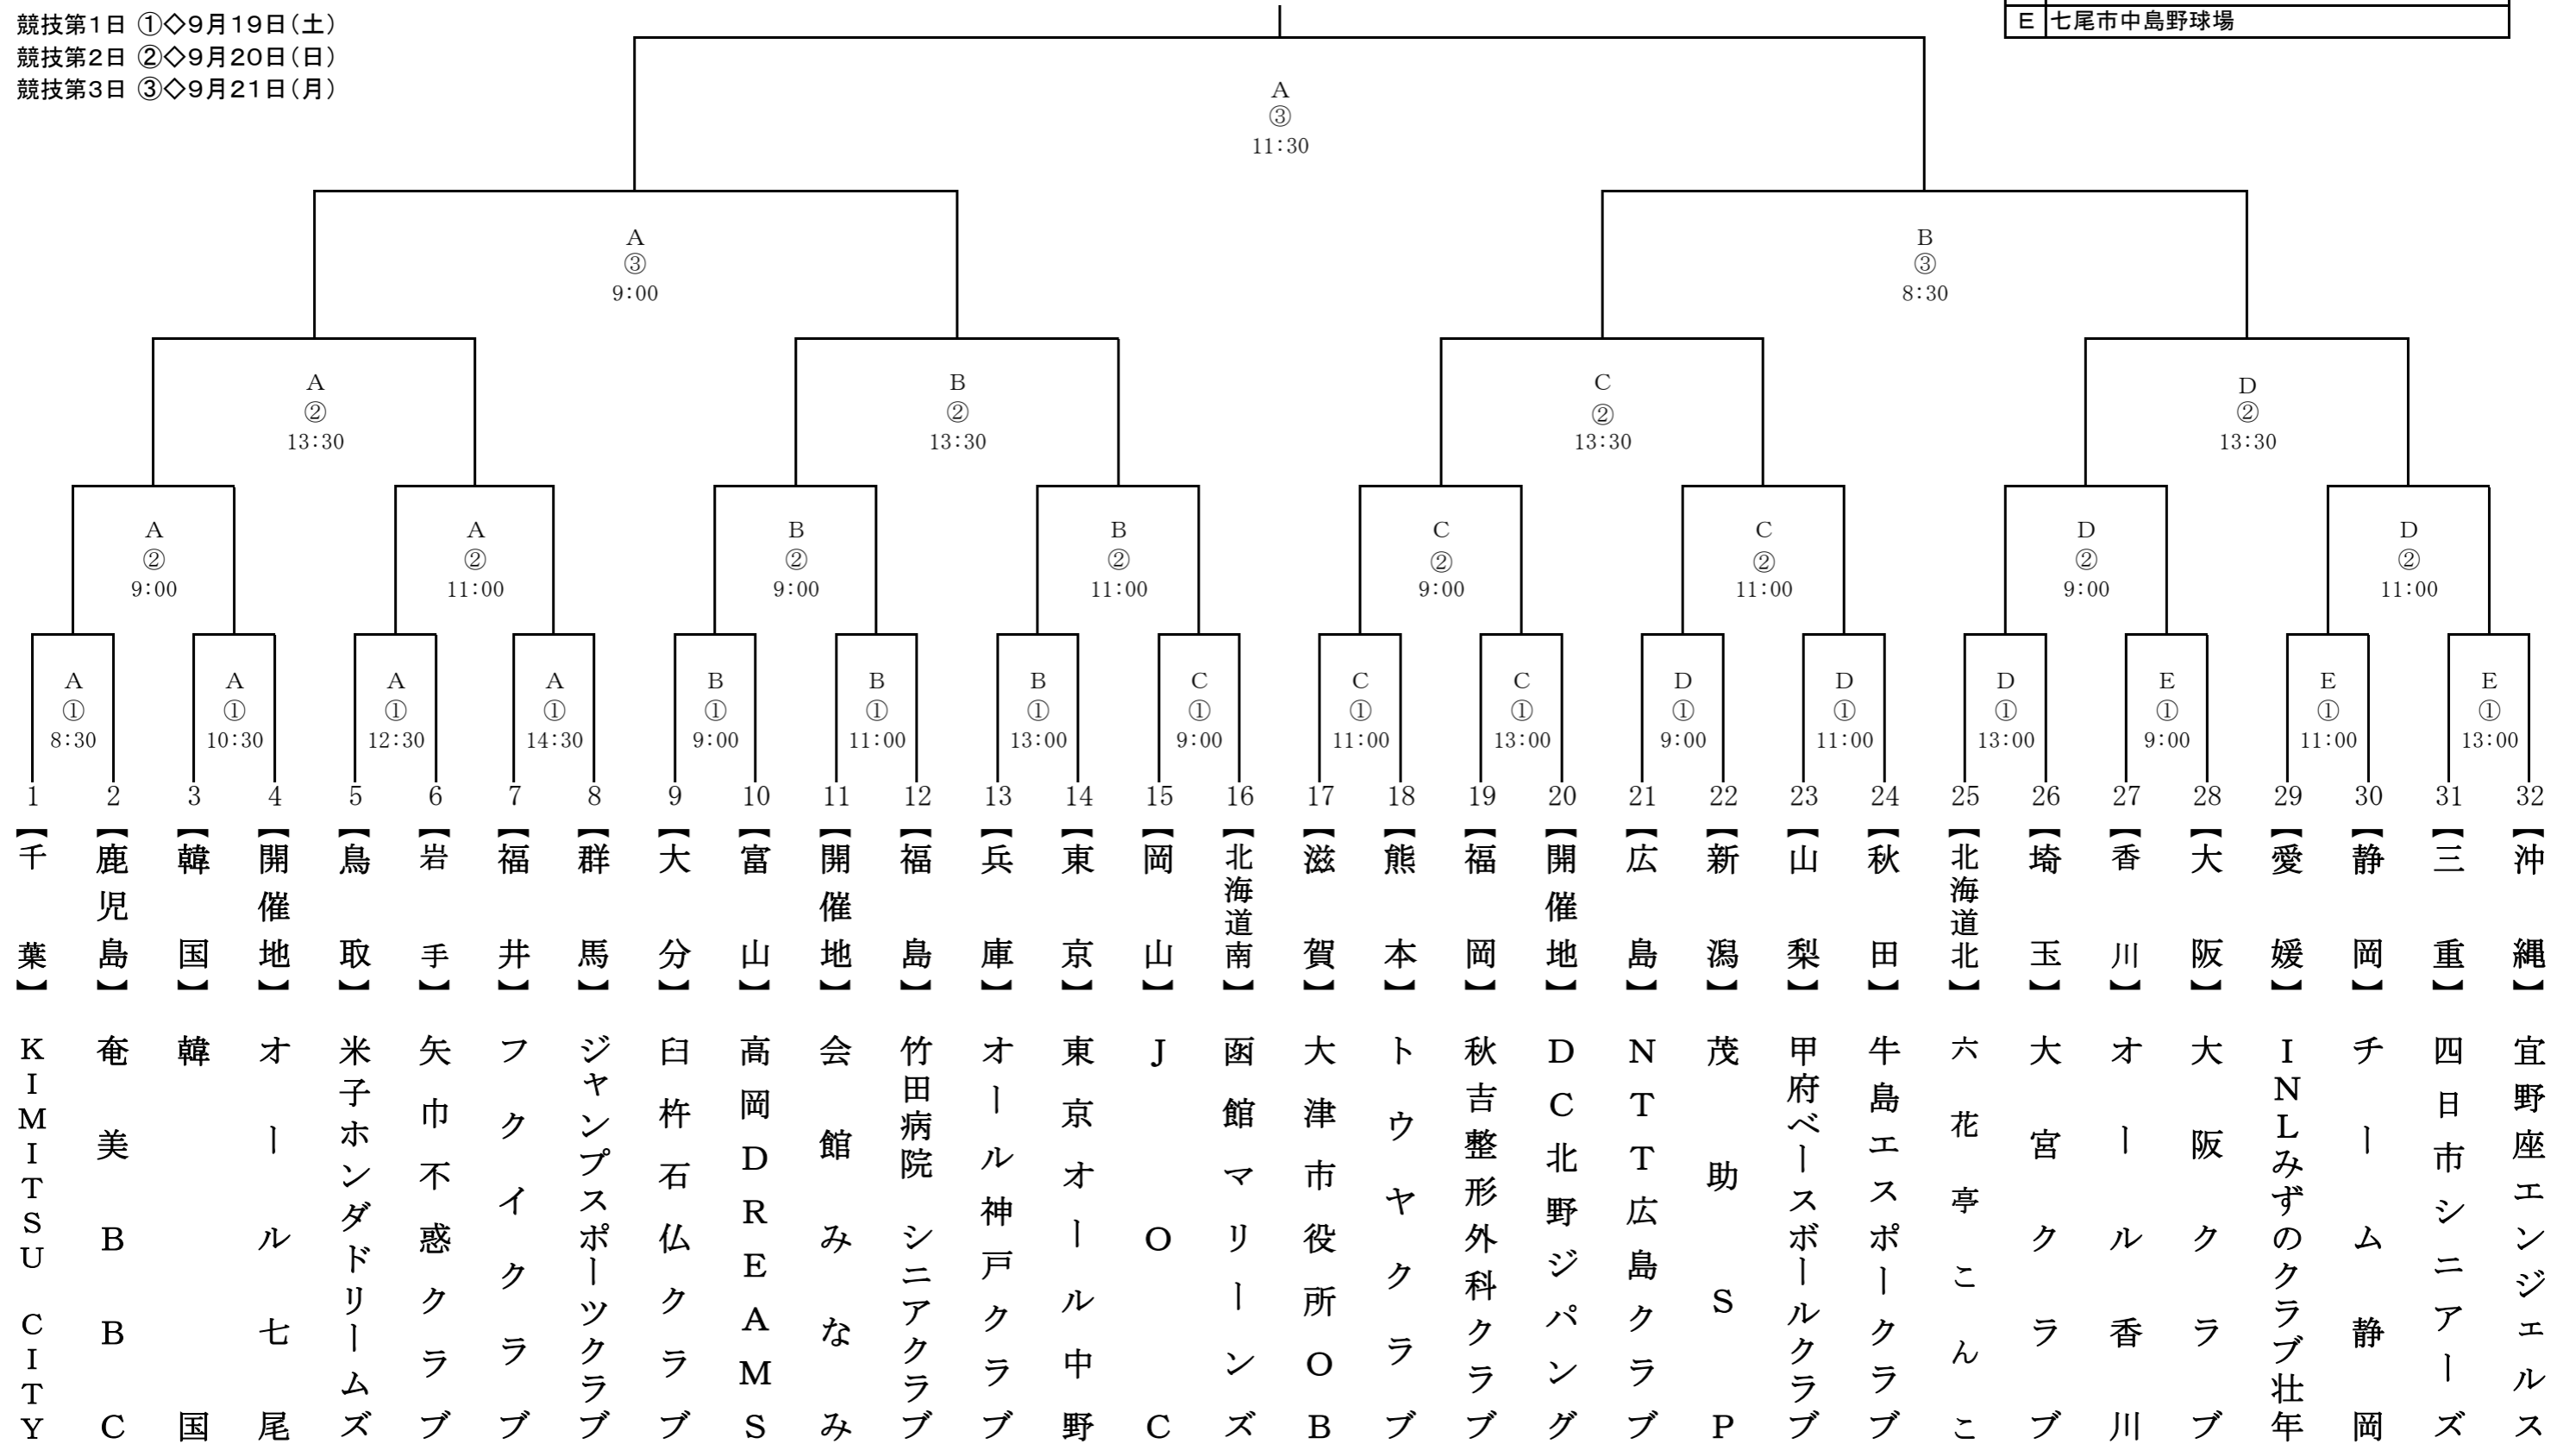 競技第1日 ①◇9月19日(土)
競技第2日 ②◇9月20日(日)
競技第3日 ③◇9月21日(月)
E 七尾市中島野球場
A
③
11:30
A
③
9:00
B
③
8:30
A
②
13:30
B
②
13:30
C
②
13:30
D
②
13:30
A
②
9:00
A
②
11:00
B
②
9:00
B
②
11:00
C
②
9:00
C
②
11:00
D
②
9:00
D
②
11:00
A
①
8:30
A
①
10:30
A
①
12:30
A
①
14:30
B
①
9:00
B
①
11:00
B
①
13:00
C
①
9:00
C
①
11:00
C
①
13:00
D
①
9:00
D
①
11:00
D
①
13:00
E
①
9:00
E
①
11:00
E
①
13:00
1 【千葉】 KIMITSU CITY
2 【鹿児島】 奄美BBC
3 【韓国】 韓国
4 【開催地】 オール七尾
5 【鳥取】 米子ホンダドリームズ
6 【岩手】 矢巾不惑クラブ
7 【福井】 フクイクラブ
8 【群馬】 ジャンプスポーツクラブ
9 【大分】 臼杵石仏クラブ
10 【富山】 高岡DREAMS
11 【開催地】 会館みなみ
12 【福島】 竹田病院 シニアクラブ
13 【兵庫】 オール神戸クラブ
14 【東京】 東京オール中野
15 【岡山】 JOC
16 【北海道南】 函館マリーンズ
17 【滋賀】 大津市役所OB
18 【熊本】 トウヤクラブ
19 【福岡】 秋吉整形外科クラブ
20 【開催地】 DC北野ジパング
21 【広島】 NTT広島クラブ
22 【新潟】 茂助SP
23 【山梨】 甲府ベースボールクラブ
24 【秋田】 牛島エスポークラブ
25 【北海道北】 六花亭こんこ
26 【埼玉】 大宮クラブ
27 【香川】 オール香川
28 【大阪】 大阪クラブ
29 【愛媛】 INLみずのクラブ壮年
30 【静岡】 チーム静岡
31 【三重】 四日市シニアーズ
32 【沖縄】 宜野座エンジェルス